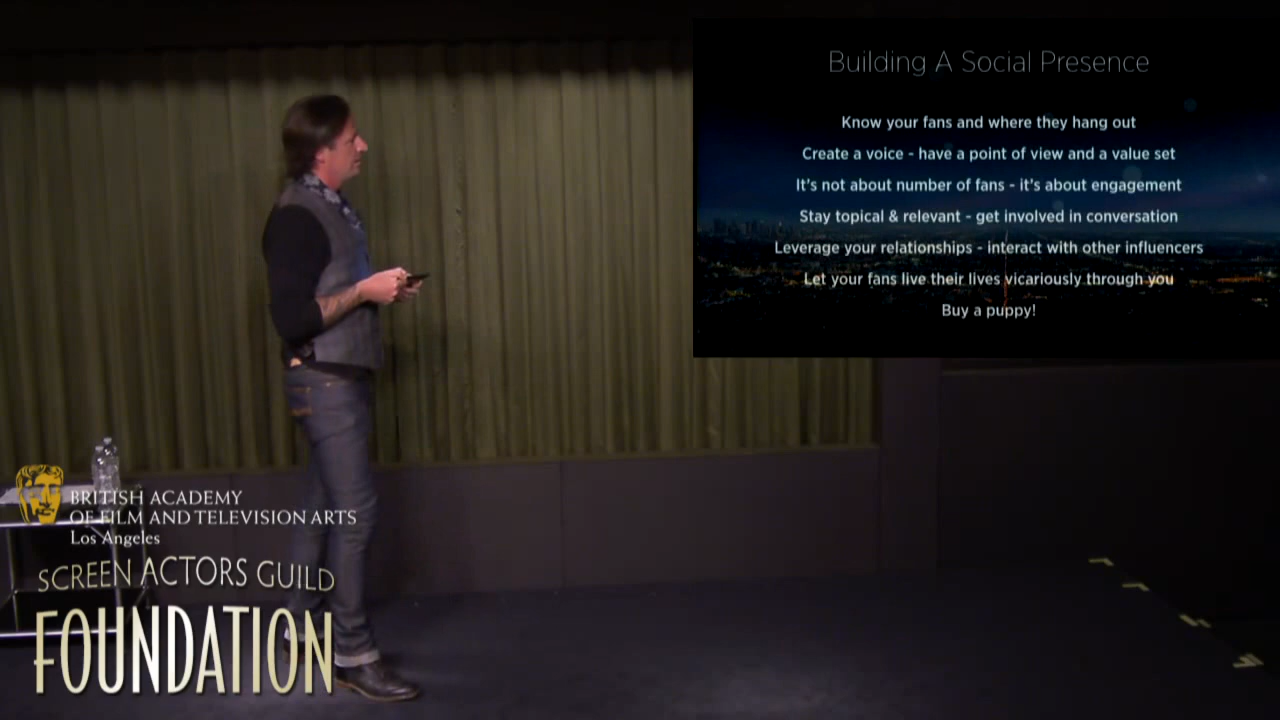 Building A Social Presence
Know your fans and where they hang out
Create a voice - have a point of view and a value set
It's not about number of fans - it's about engagement
Stay topical & relevant - get involved in conversation
Leverage your relationships - interact with other influencers
Let your fans live their lives vicariously through you
Buy a puppy!
BRITISH ACADEMY
OF FILM AND TELEVISION ARTS
Los Angeles
SCREEN ACTORS GUILD
FOUNDATION